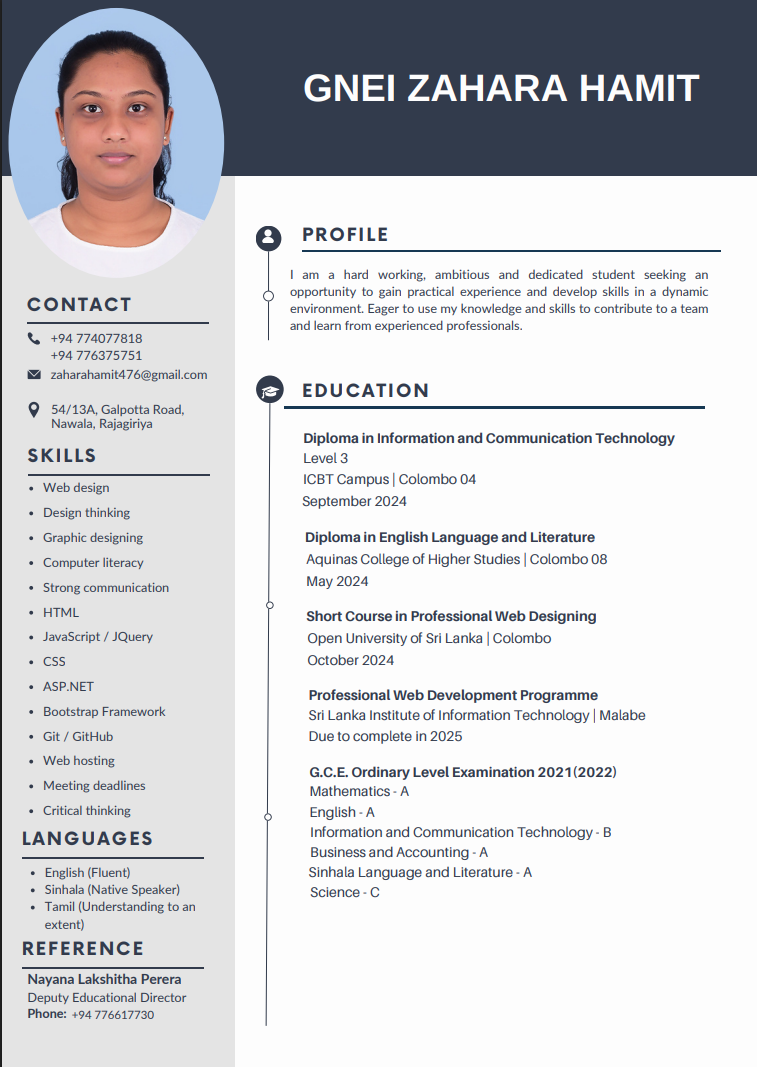 GNEI ZAHARA HAMIT
CONTACT
+94 774077818
+94 776375751
zaharahamit476@gmail.com
54/13A, Galpotta Road,
Nawala, Rajagiriya
SKILLS
• Web design
• Design thinking
• Graphic designing
• Computer literacy
• Strong communication
• HTML
• JavaScript / JQuery
• CSS
• ASP.NET
• Bootstrap Framework
• Git / GitHub
• Web hosting
• Meeting deadlines
• Critical thinking
LANGUAGES
• English (Fluent)
• Sinhala (Native Speaker)
• Tamil (Understanding to an
extent)
REFERENCE
Nayana Lakshitha Perera
Deputy Educational Director
Phone: +94 776617730
PROFILE
I am a hard working, ambitious and dedicated student seeking an
opportunity to gain practical experience and develop skills in a dynamic
environment. Eager to use my knowledge and skills to contribute to a team
and learn from experienced professionals.
EDUCATION
Diploma in Information and Communication Technology
Level 3
ICBT Campus | Colombo 04
September 2024
Diploma in English Language and Literature
Aquinas College of Higher Studies | Colombo 08
May 2024
Short Course in Professional Web Designing
Open University of Sri Lanka | Colombo
October 2024
Professional Web Development Programme
Sri Lanka Institute of Information Technology | Malabe
Due to complete in 2025
G.C.E. Ordinary Level Examination 2021(2022)
Mathematics - A
English - A
Information and Communication Technology - B
Business and Accounting - A
Sinhala Language and Literature - A
Science - C